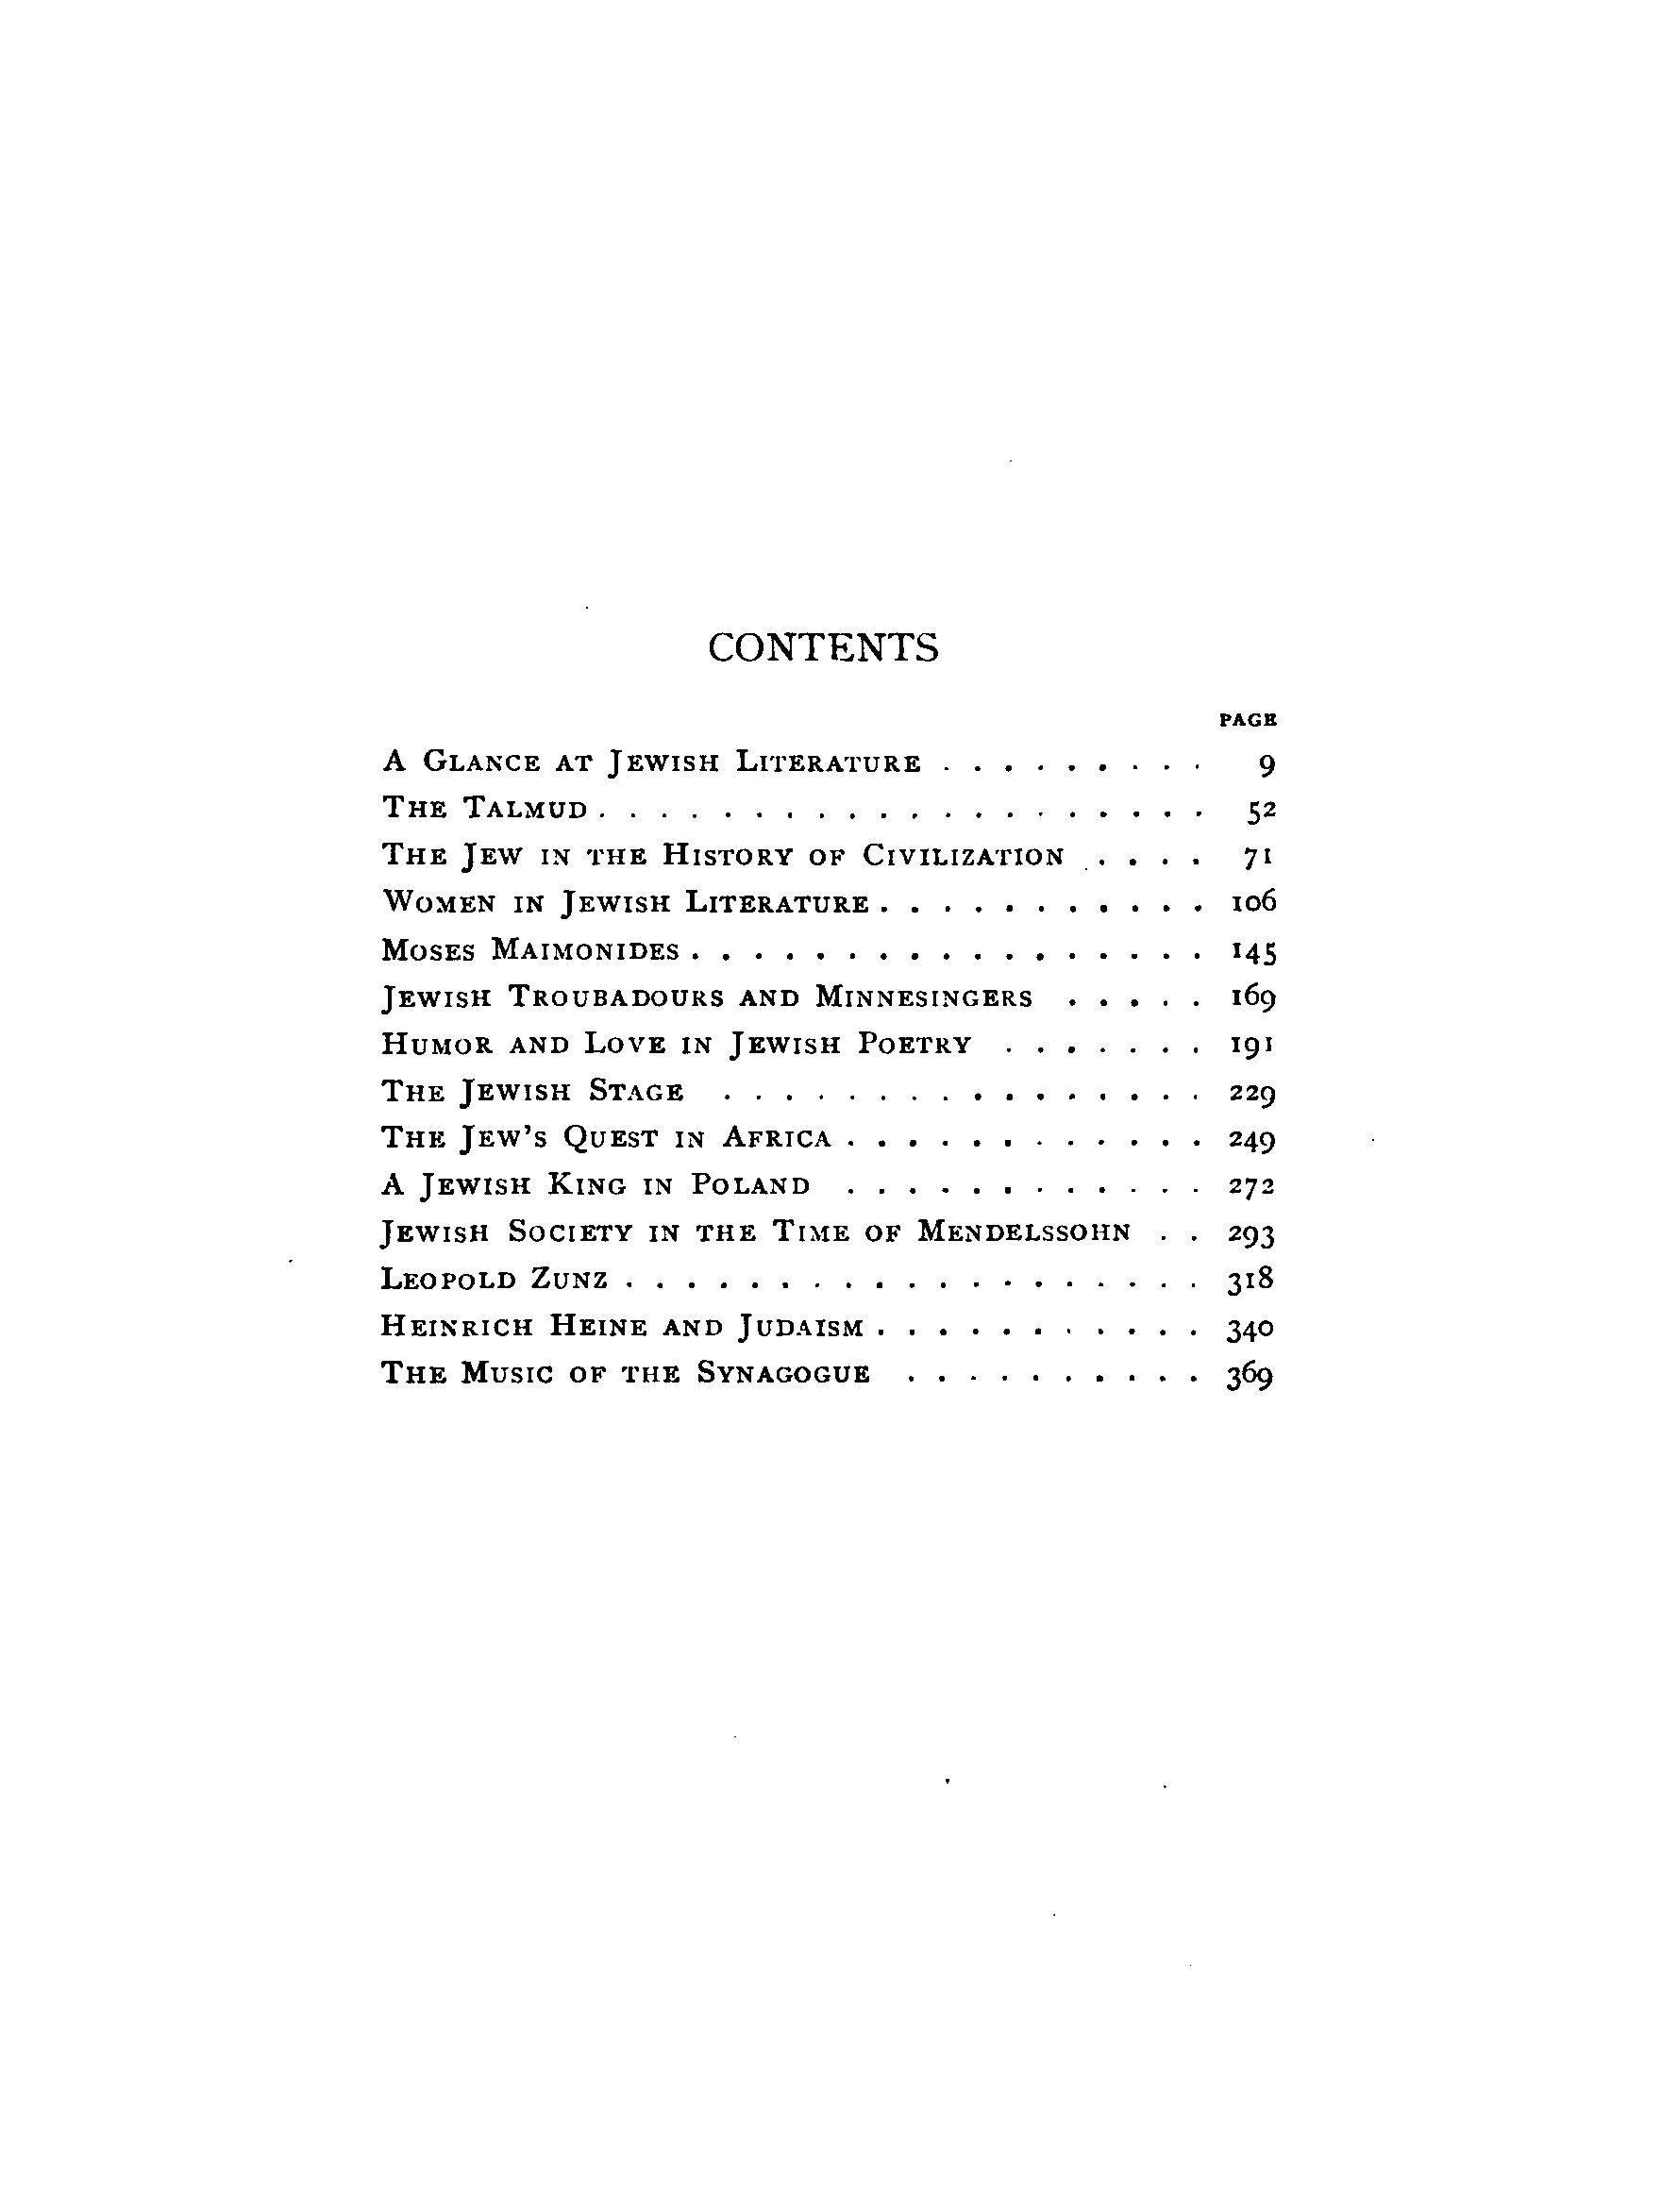 CONTENTS
PAGE
A Glance at Jewish Literature . . . . . . . . . 9
The Talmud . . . . . . . . . . . . . . . . . . . . 52
The Jew in the History of Civilization . . . . 71
Women in Jewish Literature . . . . . . . . . . . 106
Moses Maimonides . . . . . . . . . . . . . . . . . 145
Jewish Troubadours and Minnesingers . . . . . 169
Humor and Love in Jewish Poetry . . . . . . . 191
The Jewish Stage . . . . . . . . . . . . . . . . 229
The Jew's Quest in Africa . . . . . . . . . . . . 249
A Jewish King in Poland . . . . . . . . . . . . 272
Jewish Society in the Time of Mendelssohn . . 293
Leopold Zunz . . . . . . . . . . . . . . . . . . . 318
Heinrich Heine and Judaism . . . . . . . . . . . 340
The Music of the Synagogue . . . . . . . . . . 369